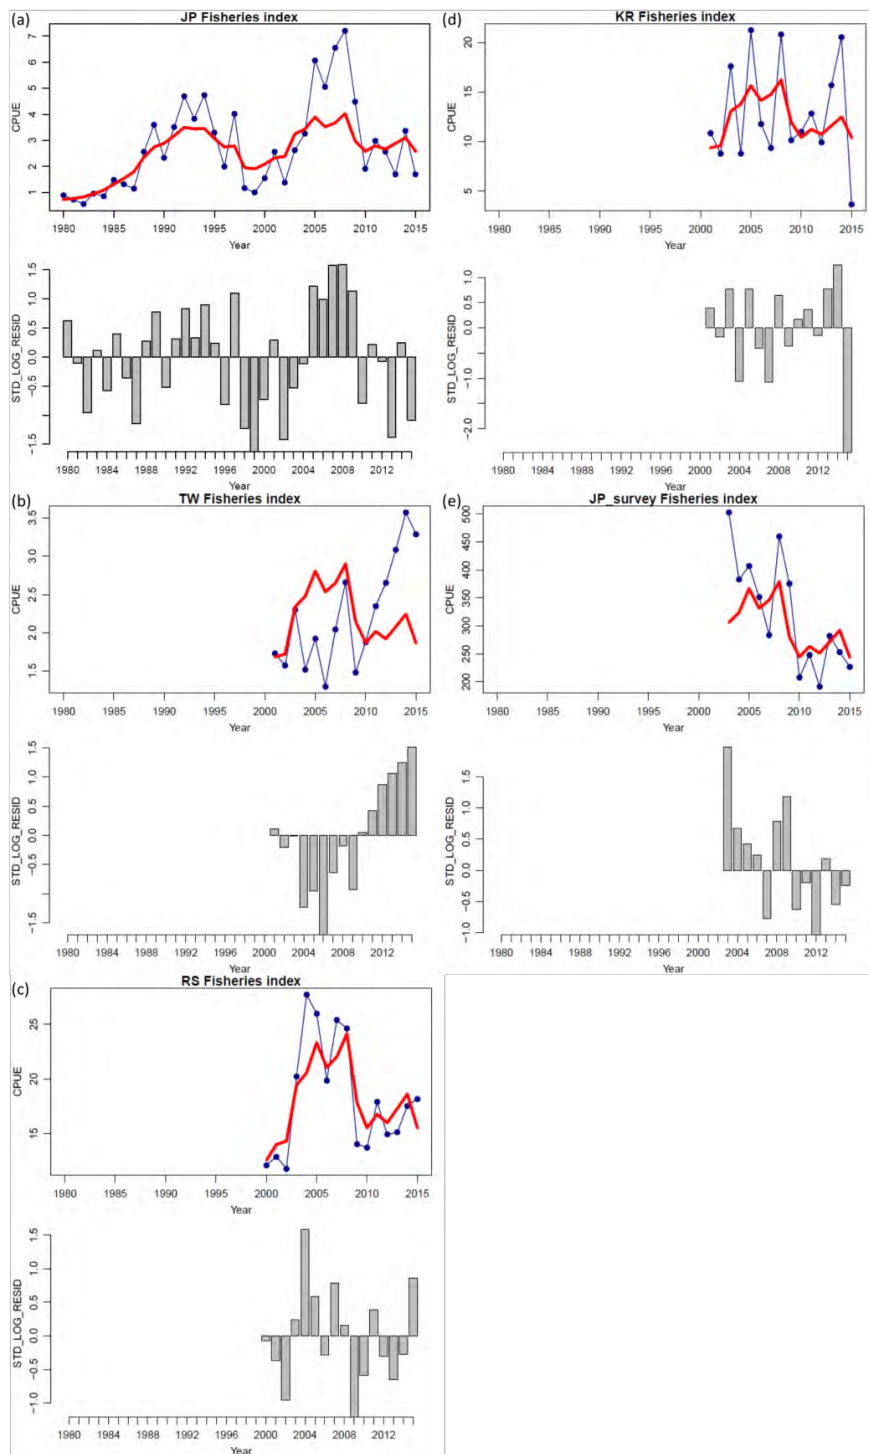 (a)
JP Fisheries index
CPUE
7
6
5
4
3
2
1
1980 1985 1990 1995 2000 2005 2010 2015
Year
STD_LOG_RESID
1.5
1.0
0.5
0.0
-0.5
-1.5
1980 1984 1988 1992 1996 2000 2004 2008 2012
Year
(b)
TW Fisheries index
CPUE
3.5
3.0
2.5
2.0
1.5
1980 1985 1990 1995 2000 2005 2010 2015
Year
STD_LOG_RESID
1.5
1.0
0.5
0.0
-0.5
-1.5
1980 1984 1988 1992 1996 2000 2004 2008 2012
Year
(c)
RS Fisheries index
CPUE
25
20
15
1980 1985 1990 1995 2000 2005 2010 2015
Year
STD_LOG_RESID
1.5
1.0
0.5
0.0
-0.5
-1.0
1980 1984 1988 1992 1996 2000 2004 2008 2012
Year
(d)
KR Fisheries index
CPUE
20
15
10
5
1980 1985 1990 1995 2000 2005 2010 2015
Year
STD_LOG_RESID
1.0
0.5
0.0
-1.0
-2.0
1980 1984 1988 1992 1996 2000 2004 2008 2012
Year
(e)
JP_survey Fisheries index
CPUE
500
450
400
350
300
250
200
1980 1985 1990 1995 2000 2005 2010 2015
Year
STD_LOG_RESID
1.5
1.0
0.5
0.0
-0.5
-1.0
1980 1984 1988 1992 1996 2000 2004 2008 2012
Year